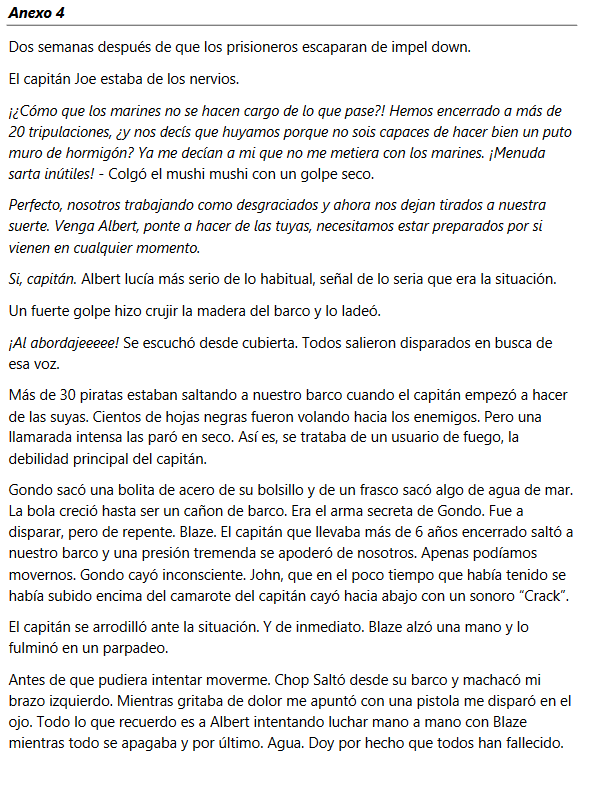 Anexo 4
Dos semanas después de que los prisioneros escaparan de impel down.
El capitán Joe estaba de los nervios.
¡¿Cómo que los marines no se hacen cargo de lo que pase?! Hemos encerrado a más de
20 tripulaciones, ¿y nos decís que huyamos porque no sois capaces de hacer bien un puto
muro de hormigón? Ya me decían a mi que no me metiera con los marines. ¡Menuda
sarta inútiles! - Colgó el mushi mushi con un golpe seco.
Perfecto, nosotros trabajando como desgraciados y ahora nos dejan tirados a nuestra
suerte. Venga Albert, ponte a hacer de las tuyas, necesitamos estar preparados por si
vienen en cualquier momento.
Si, capitán. Albert lucía más serio de lo habitual, señal de lo seria que era la situación.
Un fuerte golpe hizo crujir la madera del barco y lo ladeó.
¡Al abordajeeeee! Se escuchó desde cubierta. Todos salieron disparados en busca de
esa voz.
Más de 30 piratas estaban saltando a nuestro barco cuando el capitán empezó a hacer
de las suyas. Cientos de hojas negras fueron volando hacia los enemigos. Pero una
llamarada intensa las paró en seco. Así es, se trataba de un usuario de fuego, la
debilidad principal del capitán.
Gondo sacó una bolita de acero de su bolsillo y de un frasco sacó algo de agua de mar.
La bola creció hasta ser un cañon de barco. Era el arma secreta de Gondo. Fue a
disparar, pero de repente. Blaze. El capitán que llevaba más de 6 años encerrado saltó a
nuestro barco y una presión tremenda se apoderó de nosotros. Apenas podíamos
movernos. Gondo cayó inconsciente. John, que en el poco tiempo que había tenido se
había subido encima del camarote del capitán cayó hacia abajo con un sonoro “Crack”.
El capitán se arrodilló ante la situación. Y de inmediato. Blaze alzó una mano y lo
fulminó en un parpadeo.
Antes de que pudiera intentar moverme. Chop Saltó desde su barco y machacó mi
brazo izquierdo. Mientras gritaba de dolor me apuntó con una pistola me disparó en el
ojo. Todo lo que recuerdo es a Albert intentando luchar mano a mano con Blaze
mientras todo se apagaba y por último. Agua. Doy por hecho que todos han fallecido.